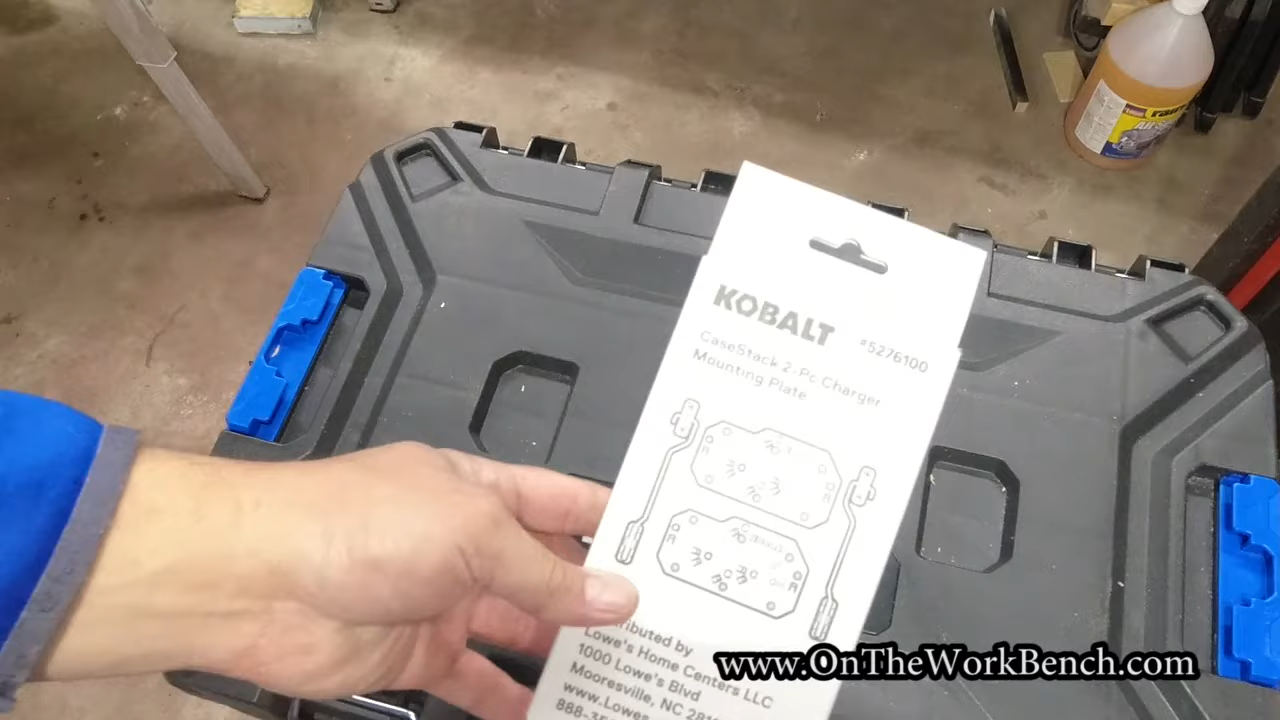 KOBALT
#5276100
CaseStack 2-Pc Charger
Mounting Plate
Lowe's Home Centers LLC
1000 Lowe's Blvd
Mooresville, NC
www.OnTheWorkBench.com